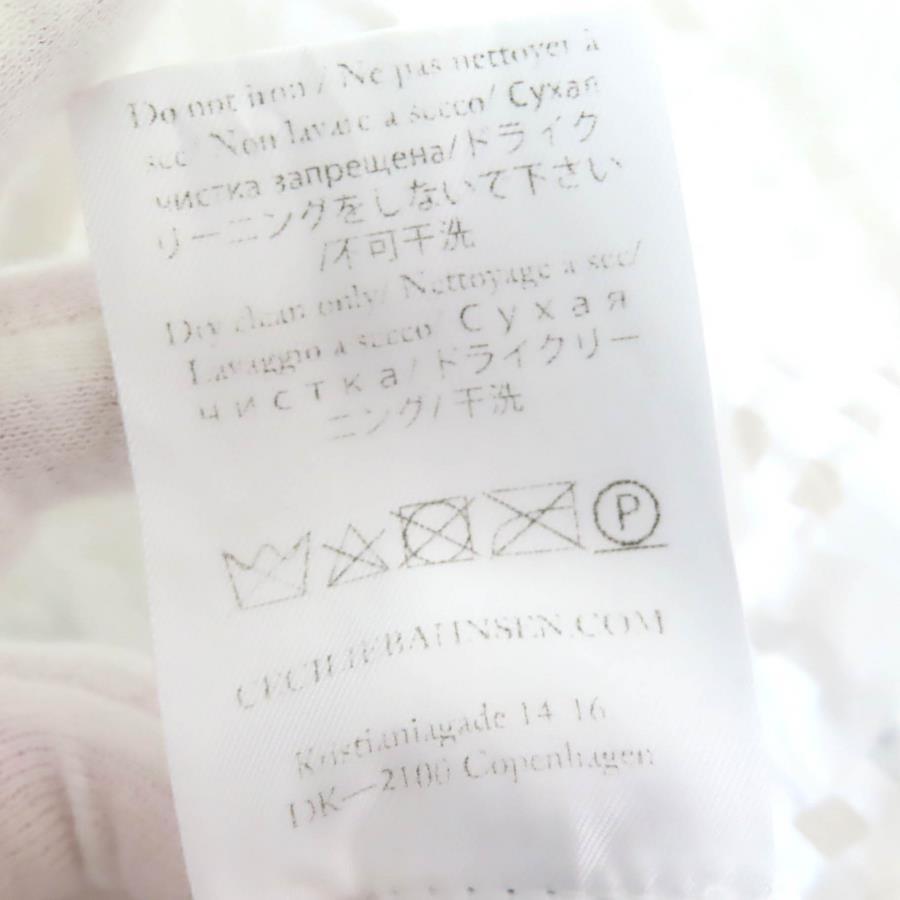 Do not iron / Ne pas nettoyer à
sec/ Non lavare a secco/ Сухая
чистка запрещена/ドライク
リーニングをしないで下さい
/不可干洗
Dry clean only/ Nettoyage a sec/
Lavaggio a secco/ Сухая
чистка/ドライクリー
ニング/干洗
P
CECILIEBAHNSEN.COM
Kristianiagade 14-16
DK—2100 Copenhagen